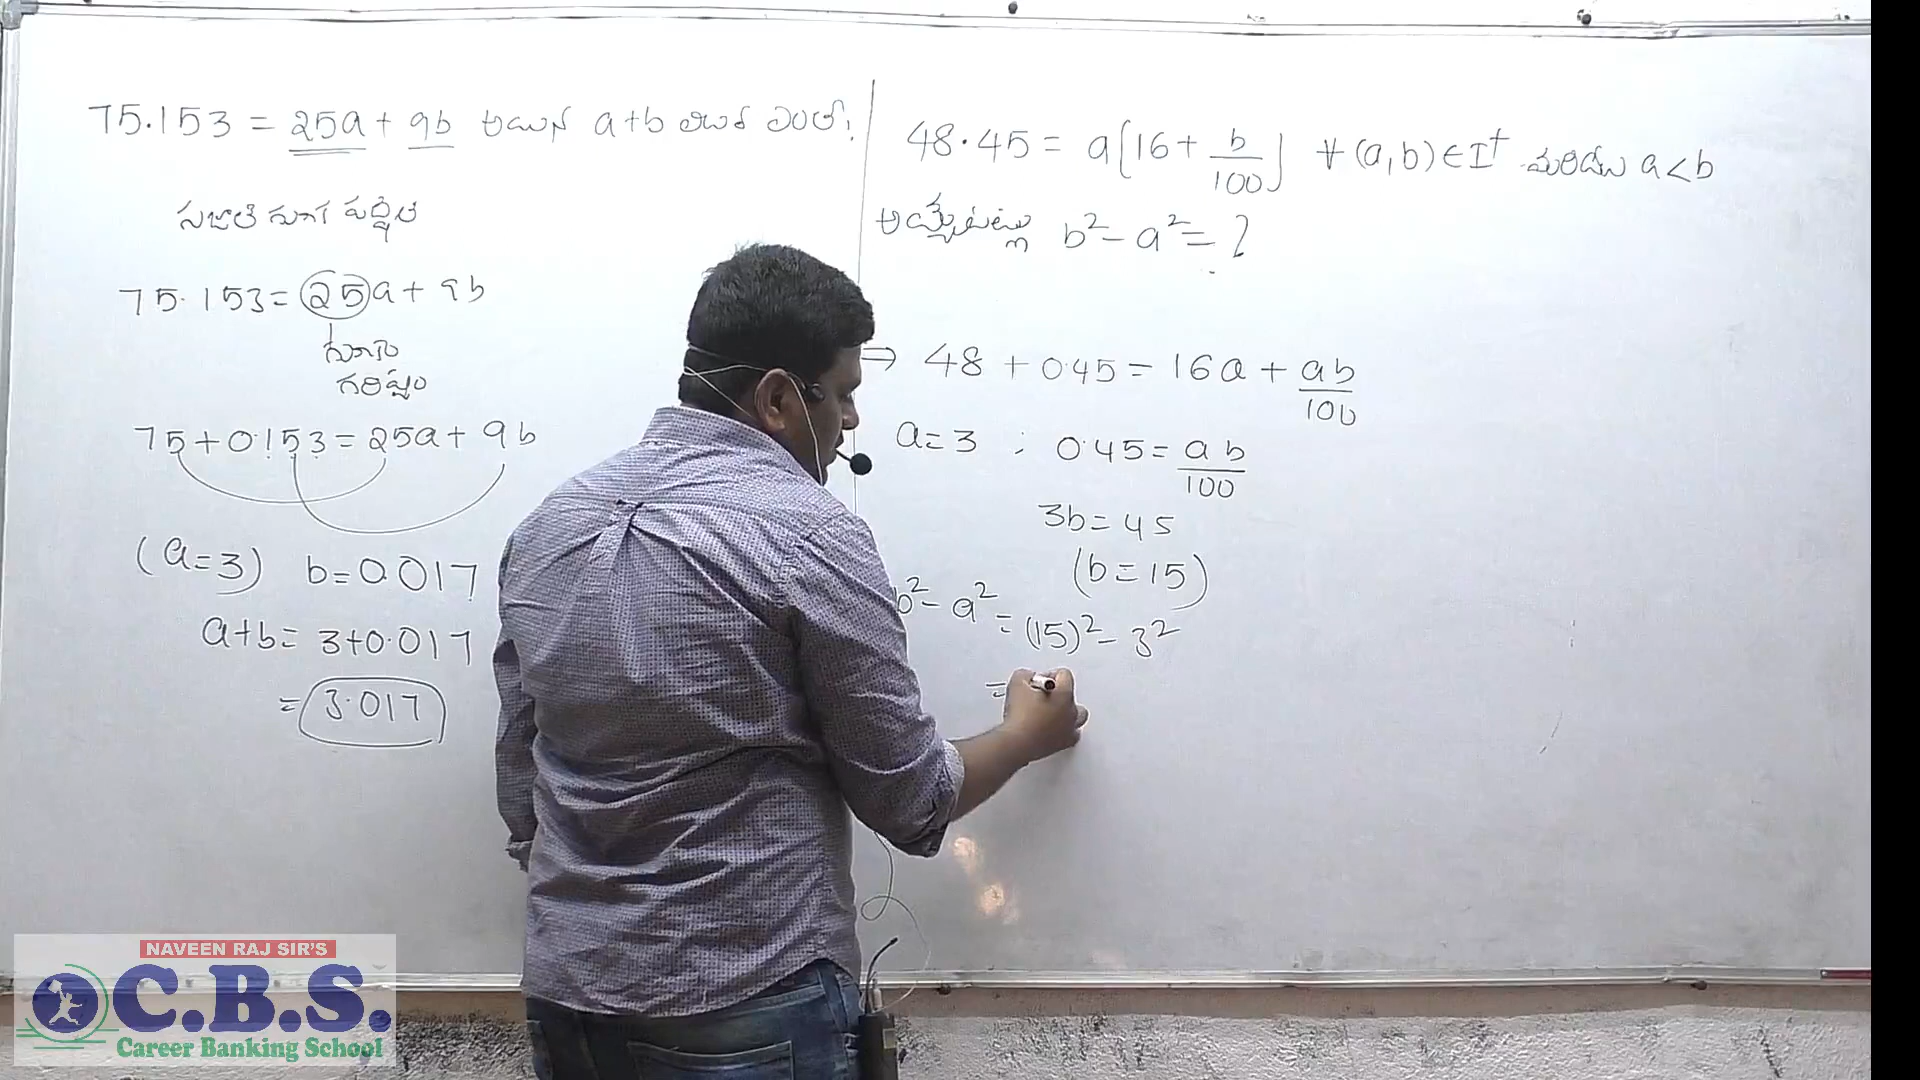 75.153 = 25a + 9b అయిన a+b విలువ ఎంత?
సజాతి గుణ పద్ధతి
75.153 = 25a + 9b
గుణ
గరిష్టం
75+0.153 = 25a + 9b
(a=3) b=0.017
a+b = 3+0.017
= 3.017
48.45 = a[16 + b/100] ∀ (a,b) ∈ I⁺ మరియు a<b
అయ్యేటట్లు b² - a² = ?
⇒ 48 + 0.45 = 16a + ab/100
a=3 ; 0.45 = ab/100
3b = 45
(b = 15)
b² - a² = (15)² - 3²
=
NAVEEN RAJ SIR'S
C.B.S.
Career Banking School